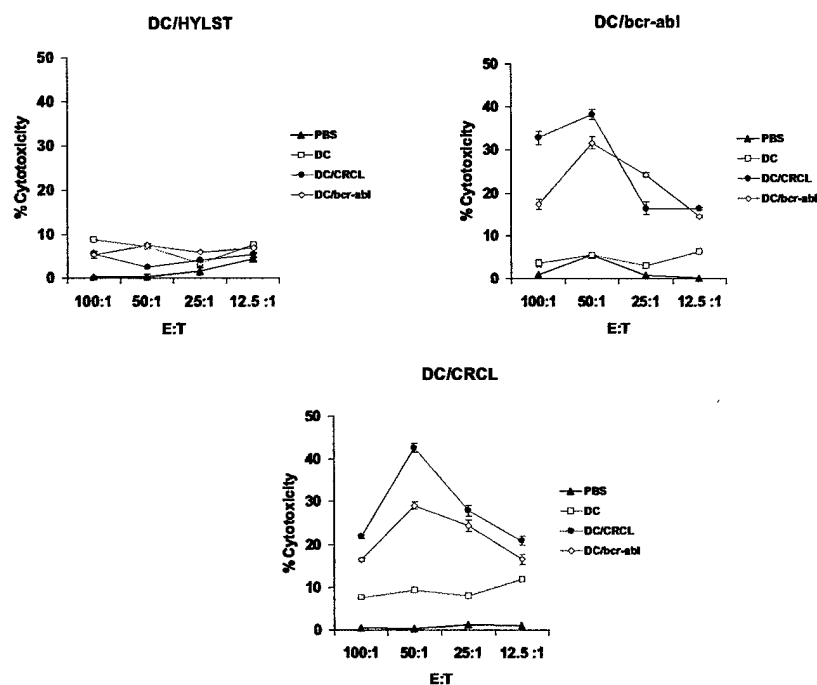 DC/HYLST
50
40
30
20
10
0
% Cytotoxicity
100:1 50:1 25:1 12.5 :1
E:T
PBS
DC
DC/CRCL
DC/bcr-abl
DC/bcr-abl
50
40
30
20
10
0
% Cytotoxicity
100:1 50:1 25:1 12.5 :1
E:T
PBS
DC
DC/CRCL
DC/bcr-abl
DC/CRCL
50
40
30
20
10
0
% Cytotoxicity
100:1 50:1 25:1 12.5 :1
E:T
PBS
DC
DC/CRCL
DC/bcr-abl